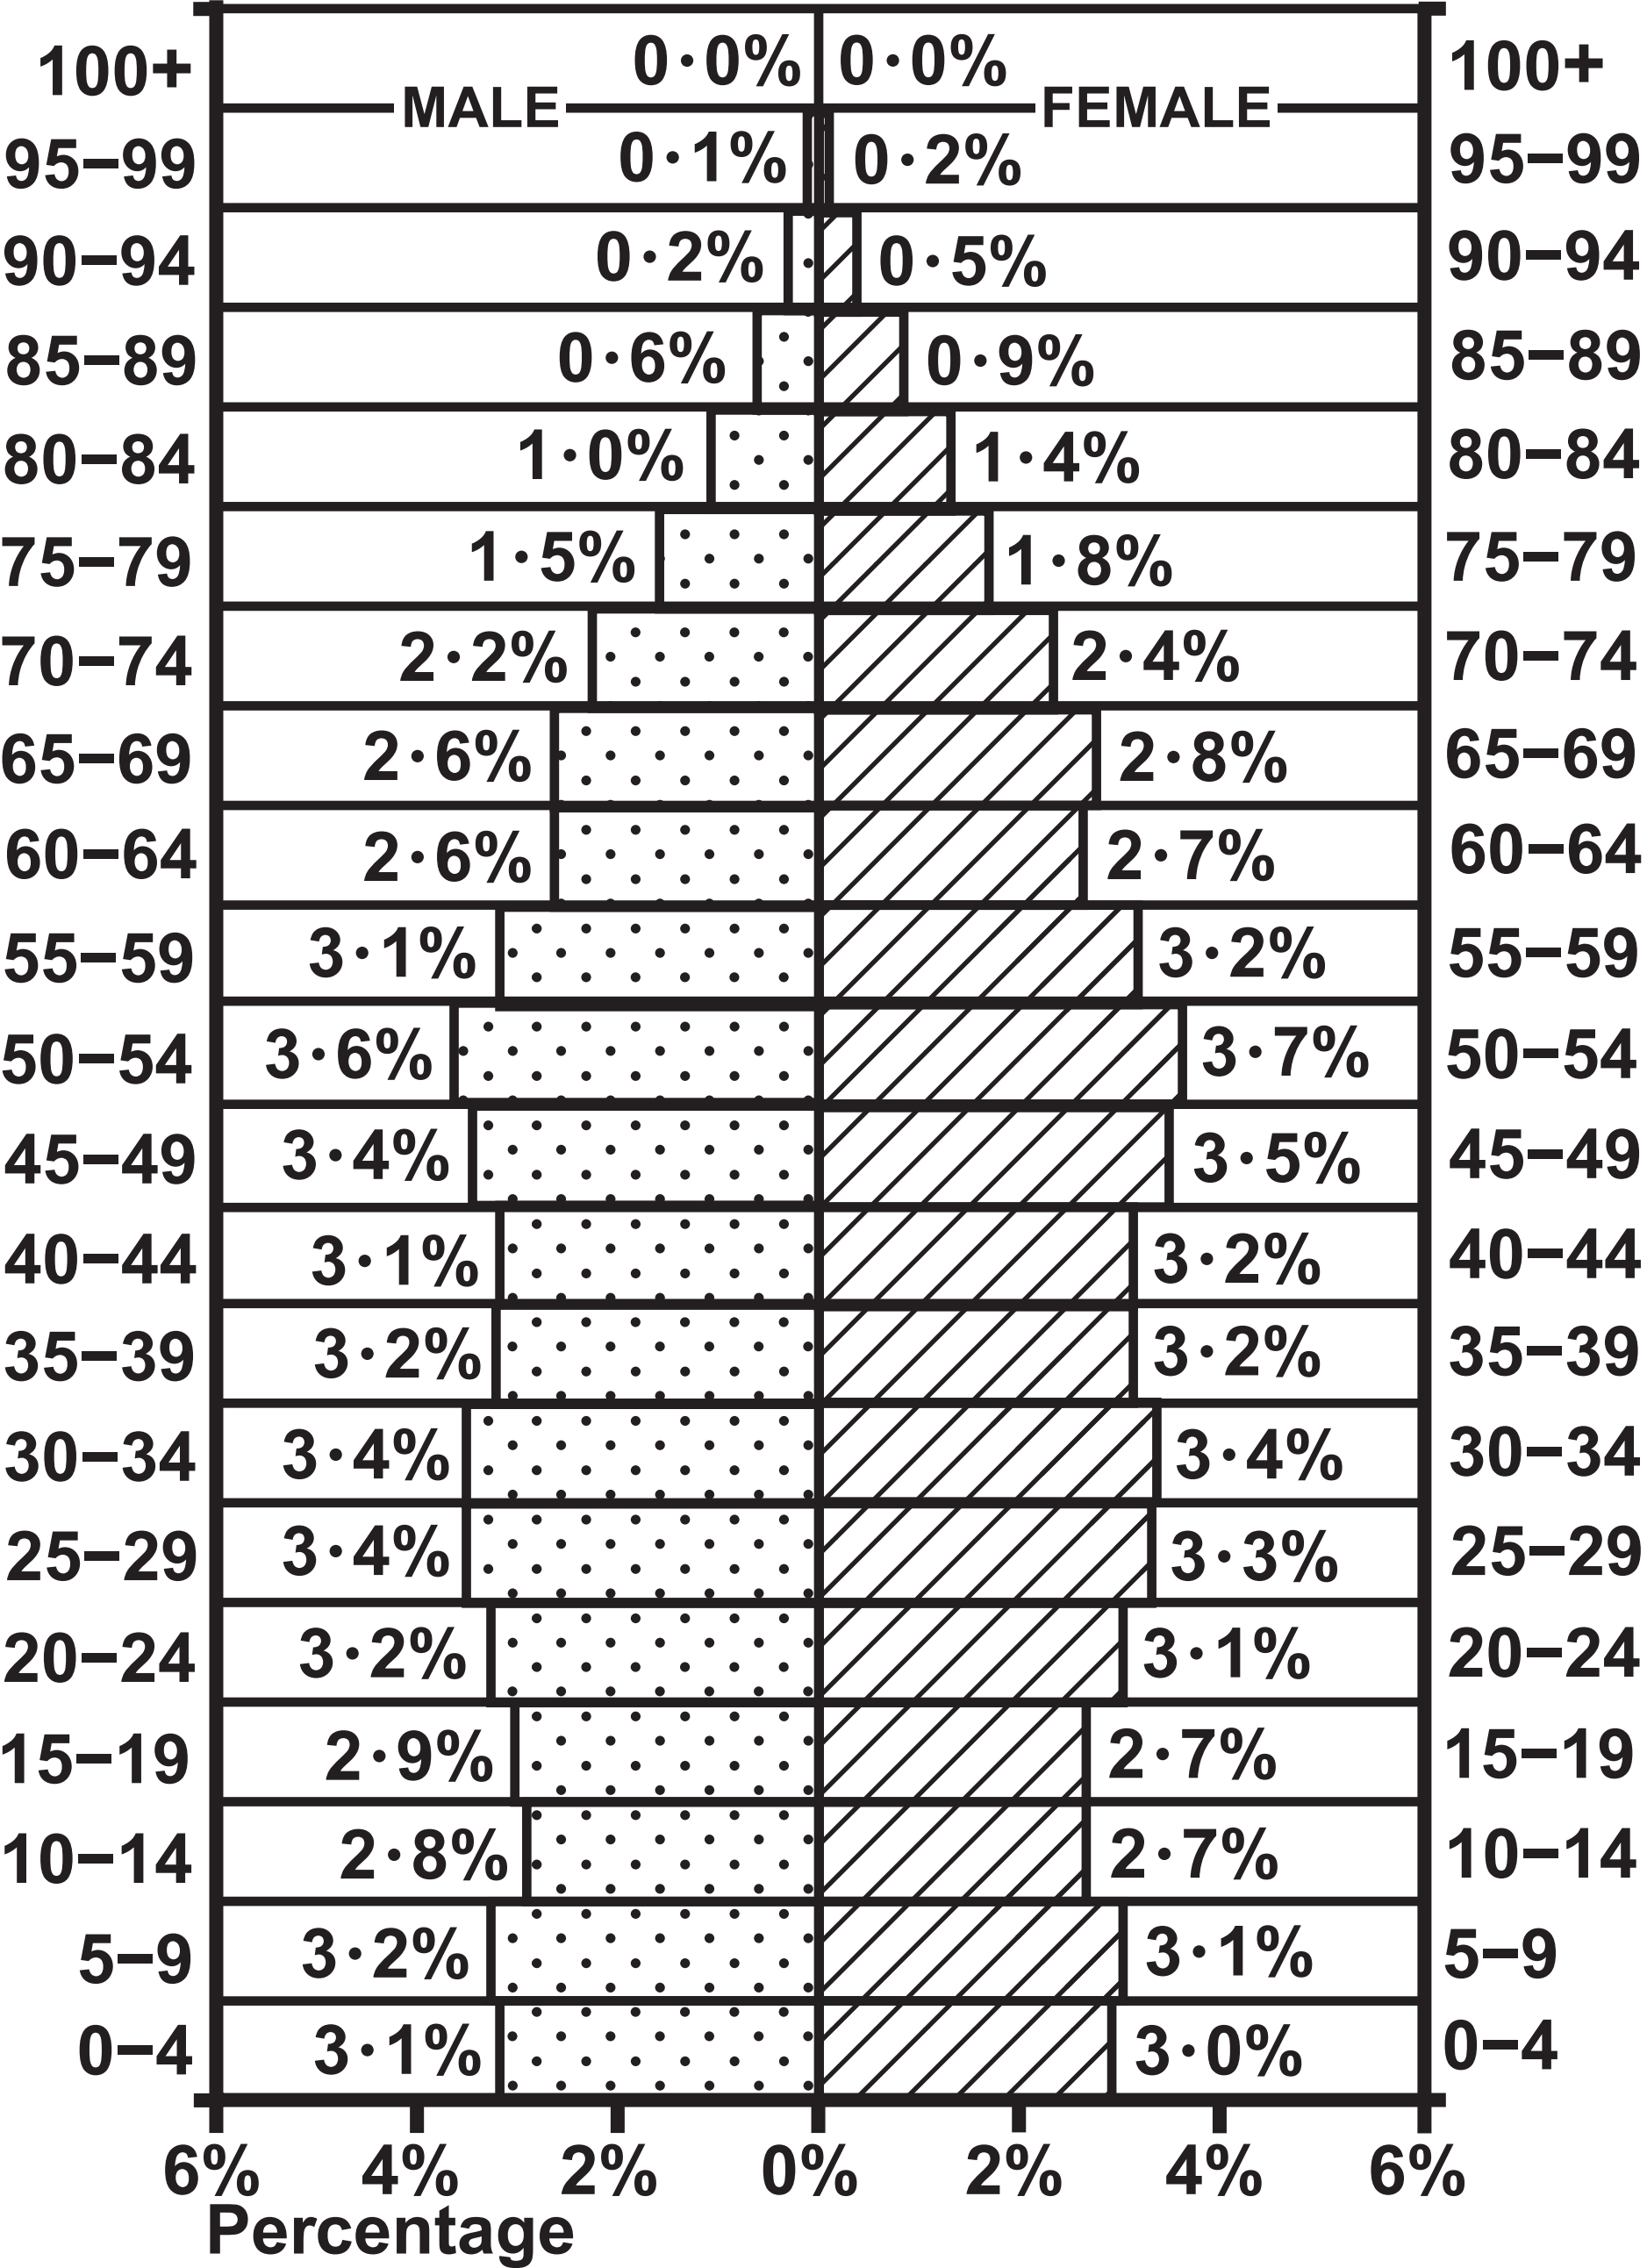 100+ 0·0% 0·0% 100+
MALE FEMALE
95–99 0·1% 0·2% 95–99
90–94 0·2% 0·5% 90–94
85–89 0·6% 0·9% 85–89
80–84 1·0% 1·4% 80–84
75–79 1·5% 1·8% 75–79
70–74 2·2% 2·4% 70–74
65–69 2·6% 2·8% 65–69
60–64 2·6% 2·7% 60–64
55–59 3·1% 3·2% 55–59
50–54 3·6% 3·7% 50–54
45–49 3·4% 3·5% 45–49
40–44 3·1% 3·2% 40–44
35–39 3·2% 3·2% 35–39
30–34 3·4% 3·4% 30–34
25–29 3·4% 3·3% 25–29
20–24 3·2% 3·1% 20–24
15–19 2·9% 2·7% 15–19
10–14 2·8% 2·7% 10–14
5–9 3·2% 3·1% 5–9
0–4 3·1% 3·0% 0–4
6% 4% 2% 0% 2% 4% 6%
Percentage